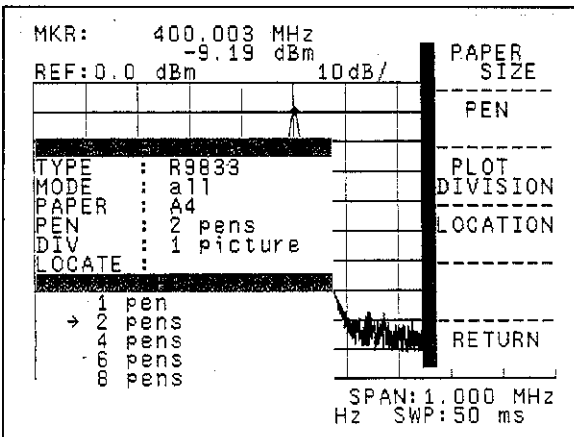 MKR: 400.003 MHz
-9.19 dBm
REF:0.0 dBm 10dB/
TYPE : R9833
MODE : all
PAPER : A4
PEN : 2 pens
DIV : 1 picture
LOCATE :
1 pen
→ 2 pens
4 pens
6 pens
8 pens
PAPER
SIZE
PEN
PLOT
DIVISION
LOCATION
RETURN
SPAN:1.000 MHz
Hz SWP:50 ms